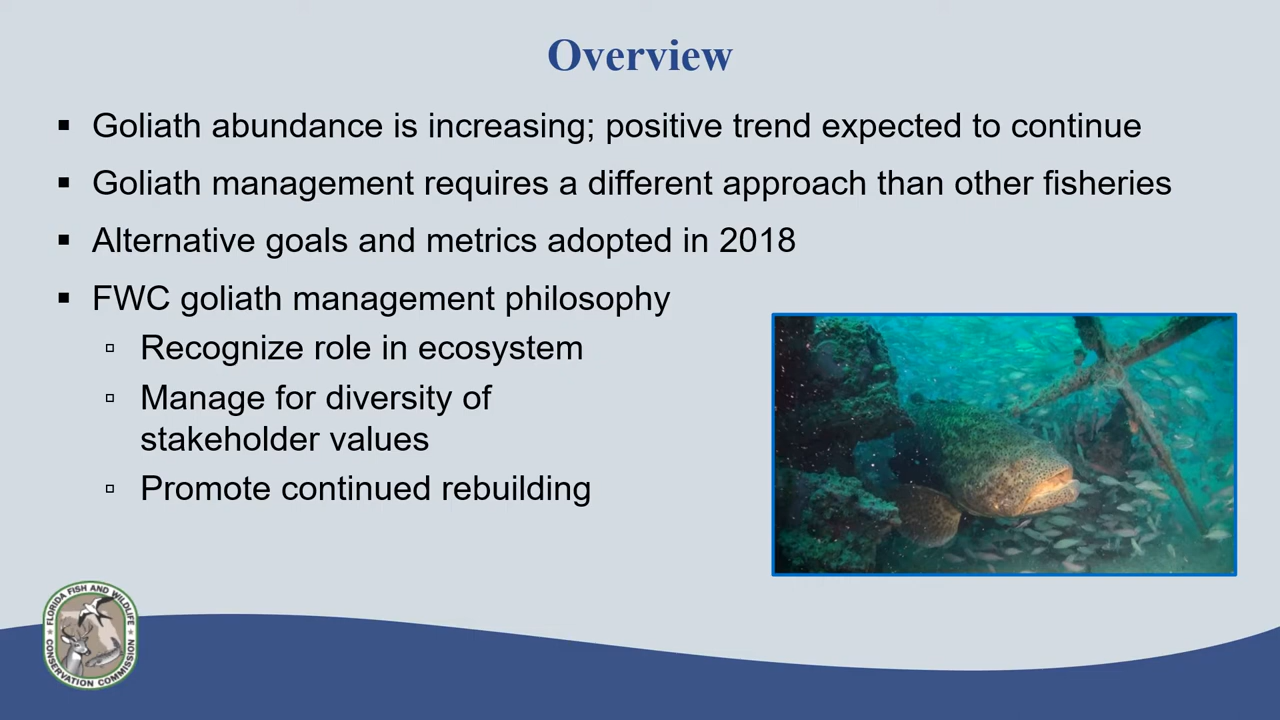 Overview
▪ Goliath abundance is increasing; positive trend expected to continue
▪ Goliath management requires a different approach than other fisheries
▪ Alternative goals and metrics adopted in 2018
▪ FWC goliath management philosophy
▫ Recognize role in ecosystem
▫ Manage for diversity of
stakeholder values
▫ Promote continued rebuilding
FLORIDA FISH AND WILDLIFE
CONSERVATION COMMISSION